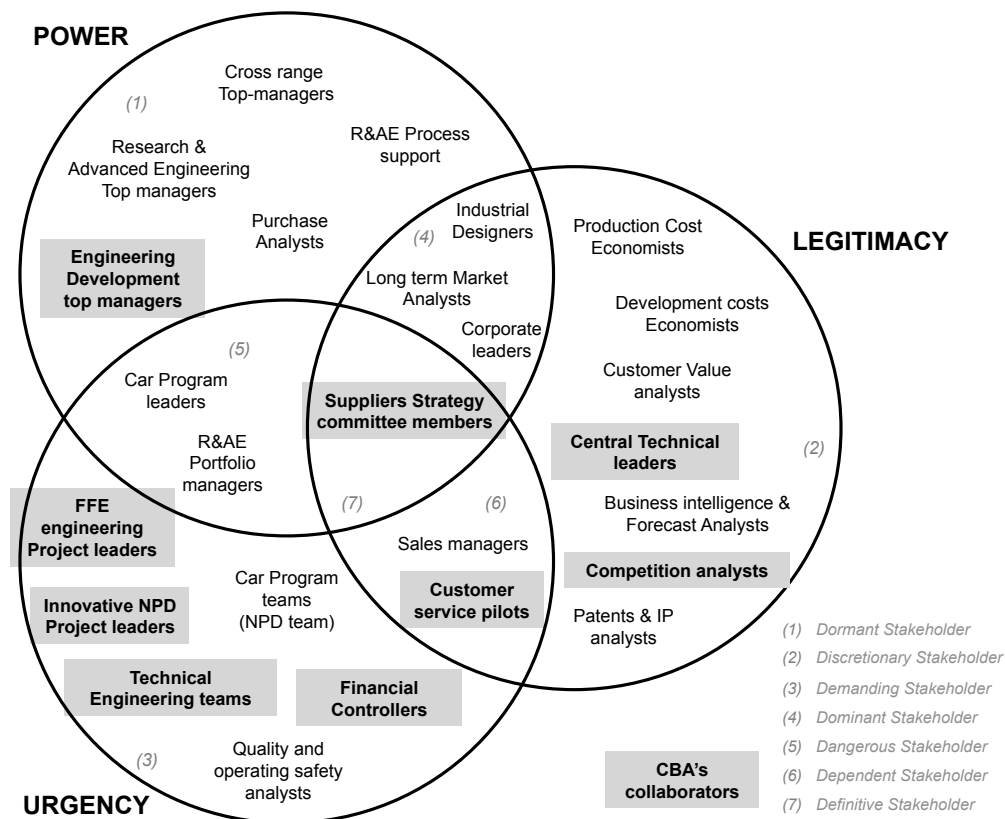 POWER
(1)
Cross range
Top-managers
R&AE Process
support
Research &
Advanced Engineering
Top managers
Purchase
Analysts
Engineering
Development
top managers
(4)
Industrial
Designers
Long term Market
Analysts
Corporate
leaders
LEGITIMACY
Production Cost
Economists
Development costs
Economists
Customer Value
analysts
Central Technical
leaders
(2)
Business intelligence &
Forecast Analysts
Competition analysts
Patents & IP
analysts
(5)
Car Program
leaders
R&AE
Portfolio
managers
Suppliers Strategy
committee members
(7)
(6)
Sales managers
Customer
service pilots
FFE
engineering
Project leaders
Innovative NPD
Project leaders
Car Program
teams
(NPD team)
Technical
Engineering teams
Financial
Controllers
(3)
Quality and
operating safety
analysts
URGENCY
CBA's
collaborators
(1) Dormant Stakeholder
(2) Discretionary Stakeholder
(3) Demanding Stakeholder
(4) Dominant Stakeholder
(5) Dangerous Stakeholder
(6) Dependent Stakeholder
(7) Definitive Stakeholder